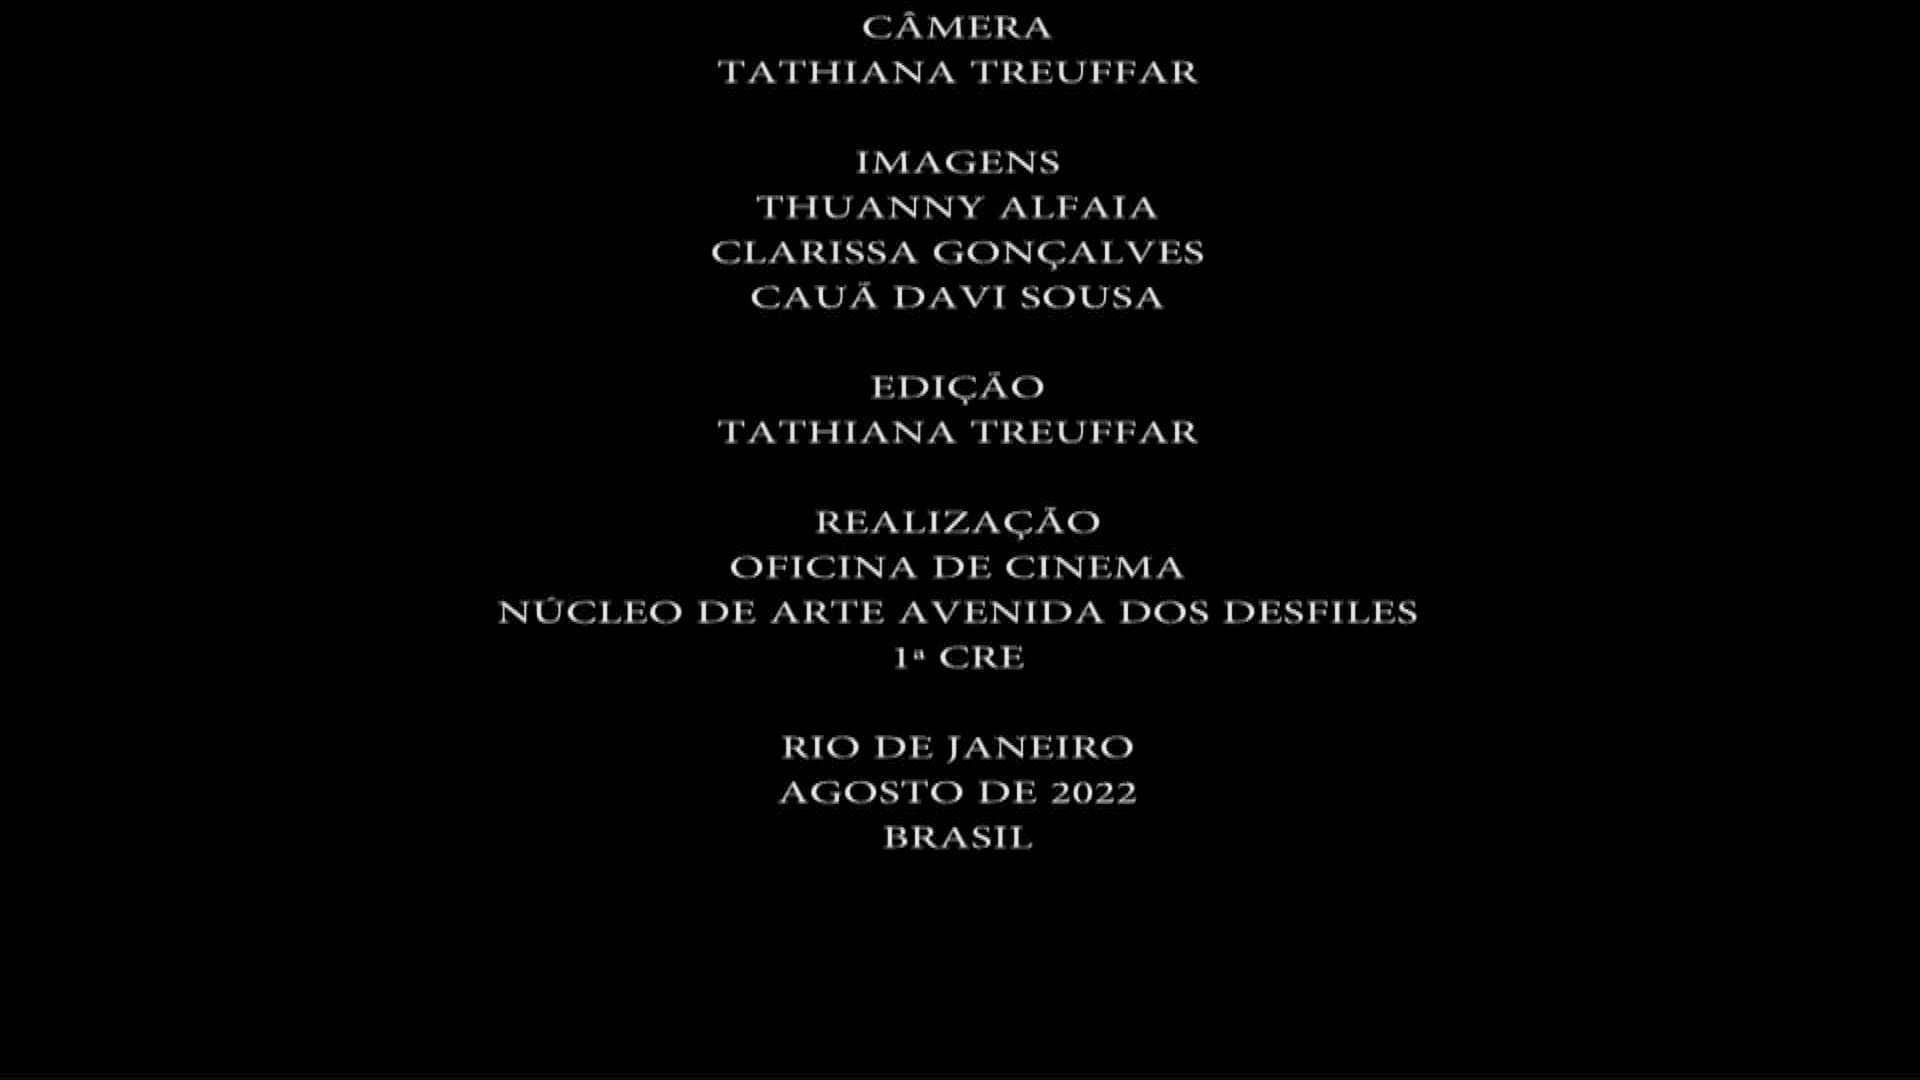 CÂMERA
TATHIANA TREUFFAR
IMAGENS
THUANNY ALFAIA
CLARISSA GONÇALVES
CAUÃ DAVI SOUSA
EDIÇÃO
TATHIANA TREUFFAR
REALIZAÇÃO
OFICINA DE CINEMA
NÚCLEO DE ARTE AVENIDA DOS DESFILES
1ª CRE
RIO DE JANEIRO
AGOSTO DE 2022
BRASIL